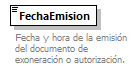 FechaEmision
Fecha y hora de la emisión
del documento de
exoneración o autorización.